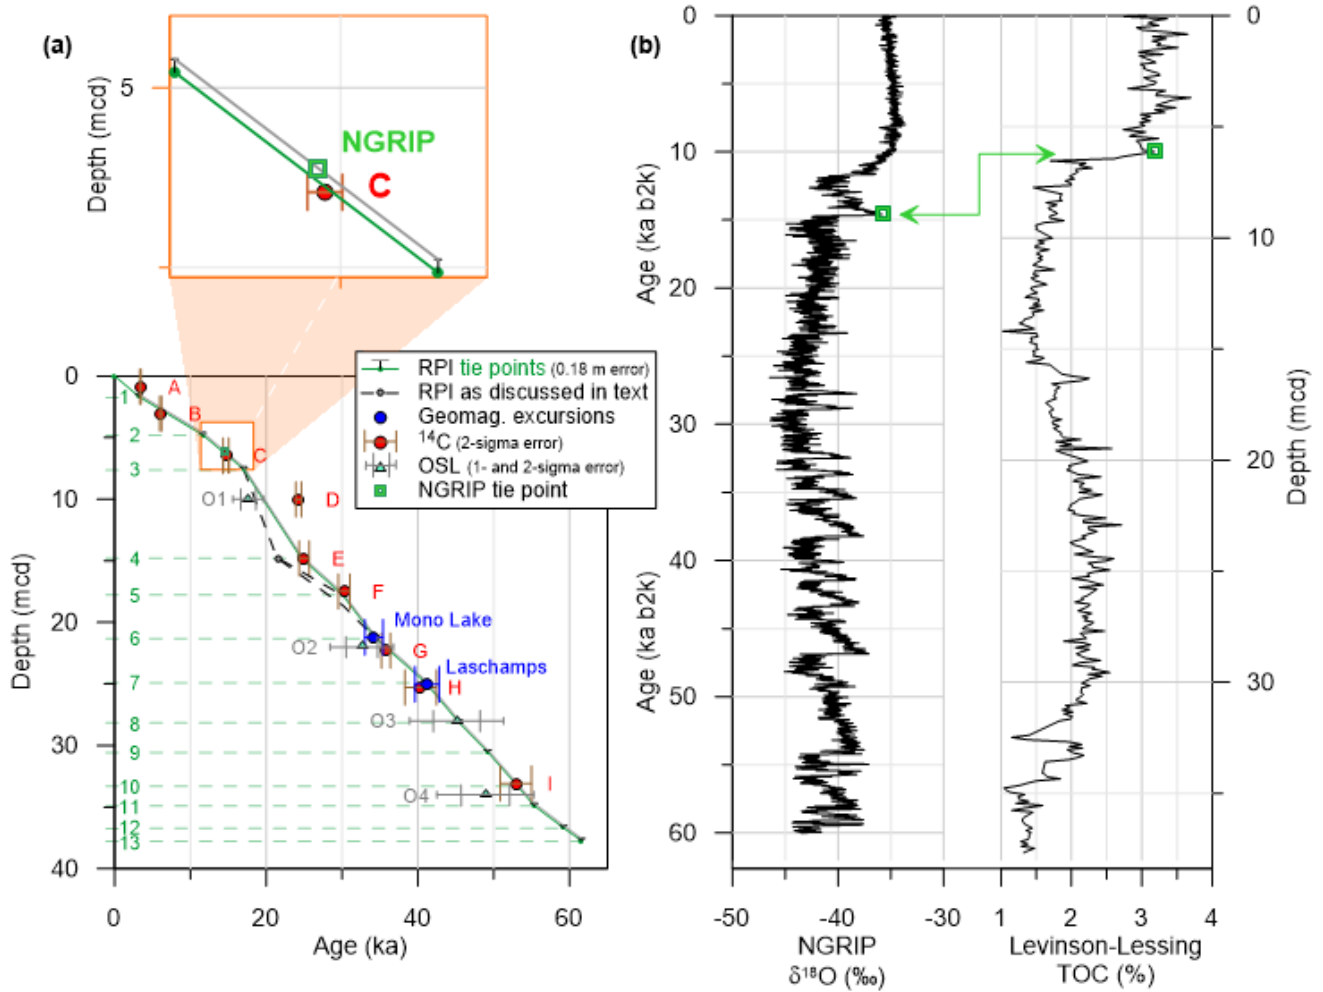 (a)
Depth (mcd)
5
NGRIP
C
0
10
20
30
40
Depth (mcd)
1
2
3
4
5
6
7
8
9
10
11
12
13
A
B
C
D
E
F
G
H
I
O1
O2
O3
O4
Mono Lake
Laschamps
RPI tie points (0.18 m error)
RPI as discussed in text
Geomag. excursions
¹⁴C (2-sigma error)
OSL (1- and 2-sigma error)
NGRIP tie point
0 20 40 60
Age (ka)
(b)
0
10
20
30
40
50
60
Age (ka b2k)
Age (ka b2k)
-50 -40 -30
NGRIP
δ¹⁸O (‰)
1 2 3 4
Levinson-Lessing
TOC (%)
0
10
20
30
Depth (mcd)